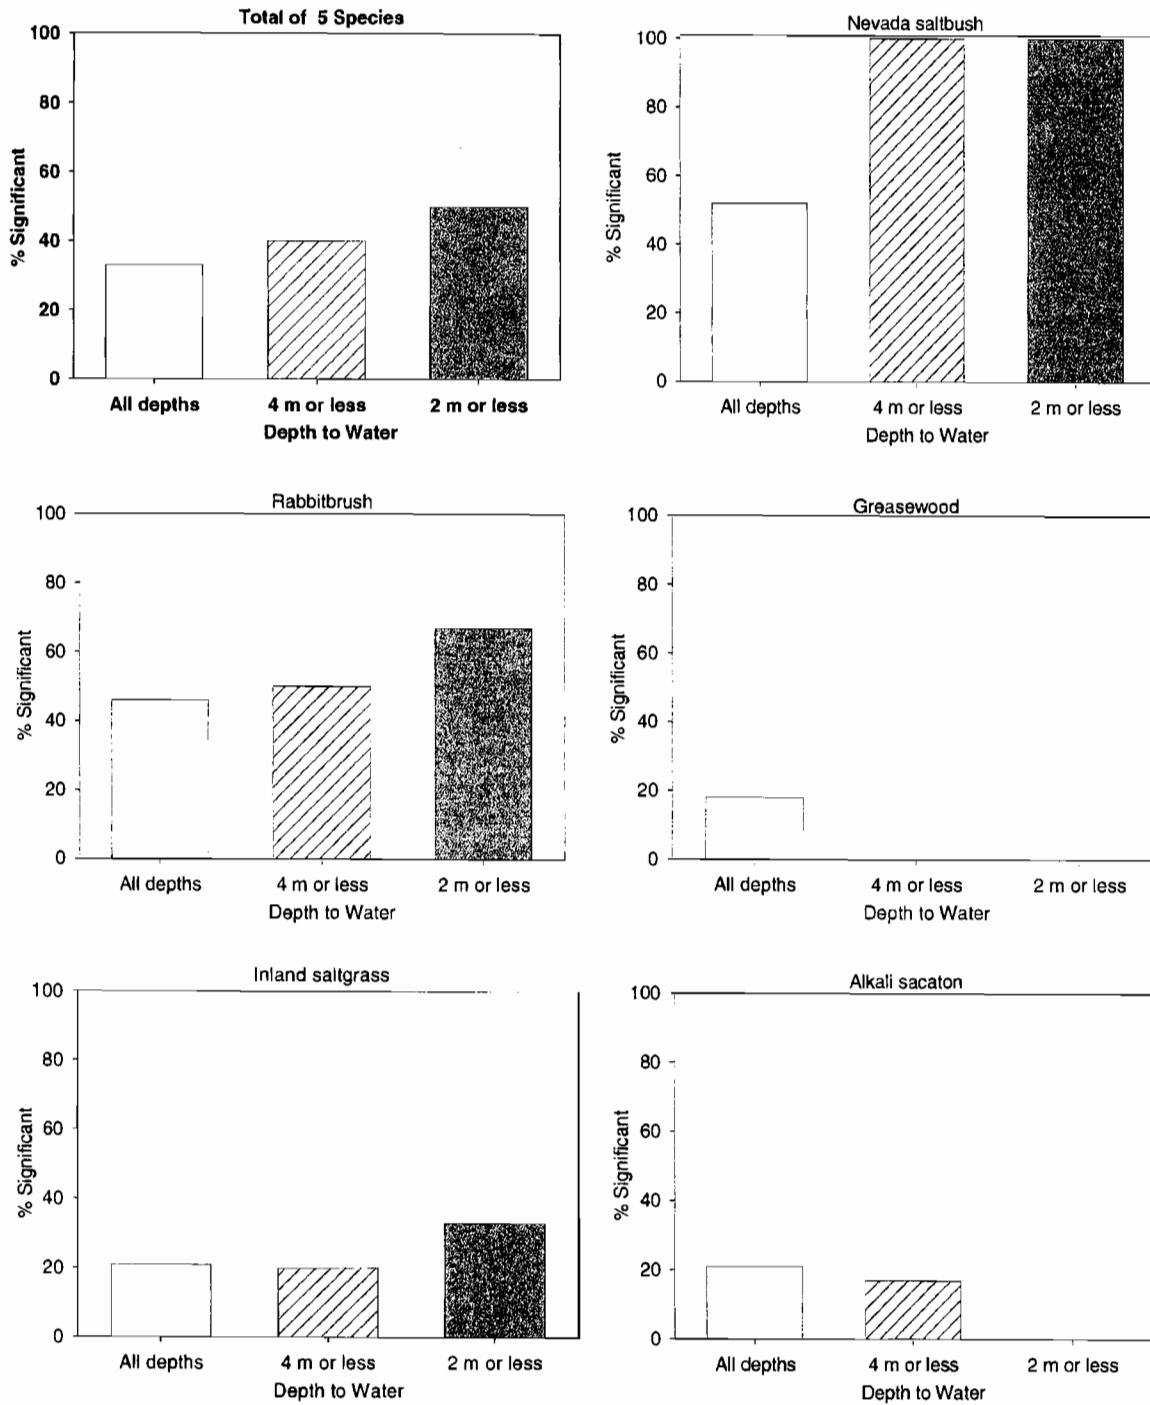 Total of 5 Species
100
80
60
40
20
0
% Significant
All depths 4 m or less 2 m or less
Depth to Water
Nevada saltbush
100
80
60
40
20
0
% Significant
All depths 4 m or less 2 m or less
Depth to Water
Rabbitbrush
100
80
60
40
20
0
% Significant
All depths 4 m or less 2 m or less
Depth to Water
Greasewood
100
80
60
40
20
0
% Significant
All depths 4 m or less 2 m or less
Depth to Water
Inland saltgrass
100
80
60
40
20
0
% Significant
All depths 4 m or less 2 m or less
Depth to Water
Alkali sacaton
100
80
60
40
20
0
% Significant
All depths 4 m or less 2 m or less
Depth to Water